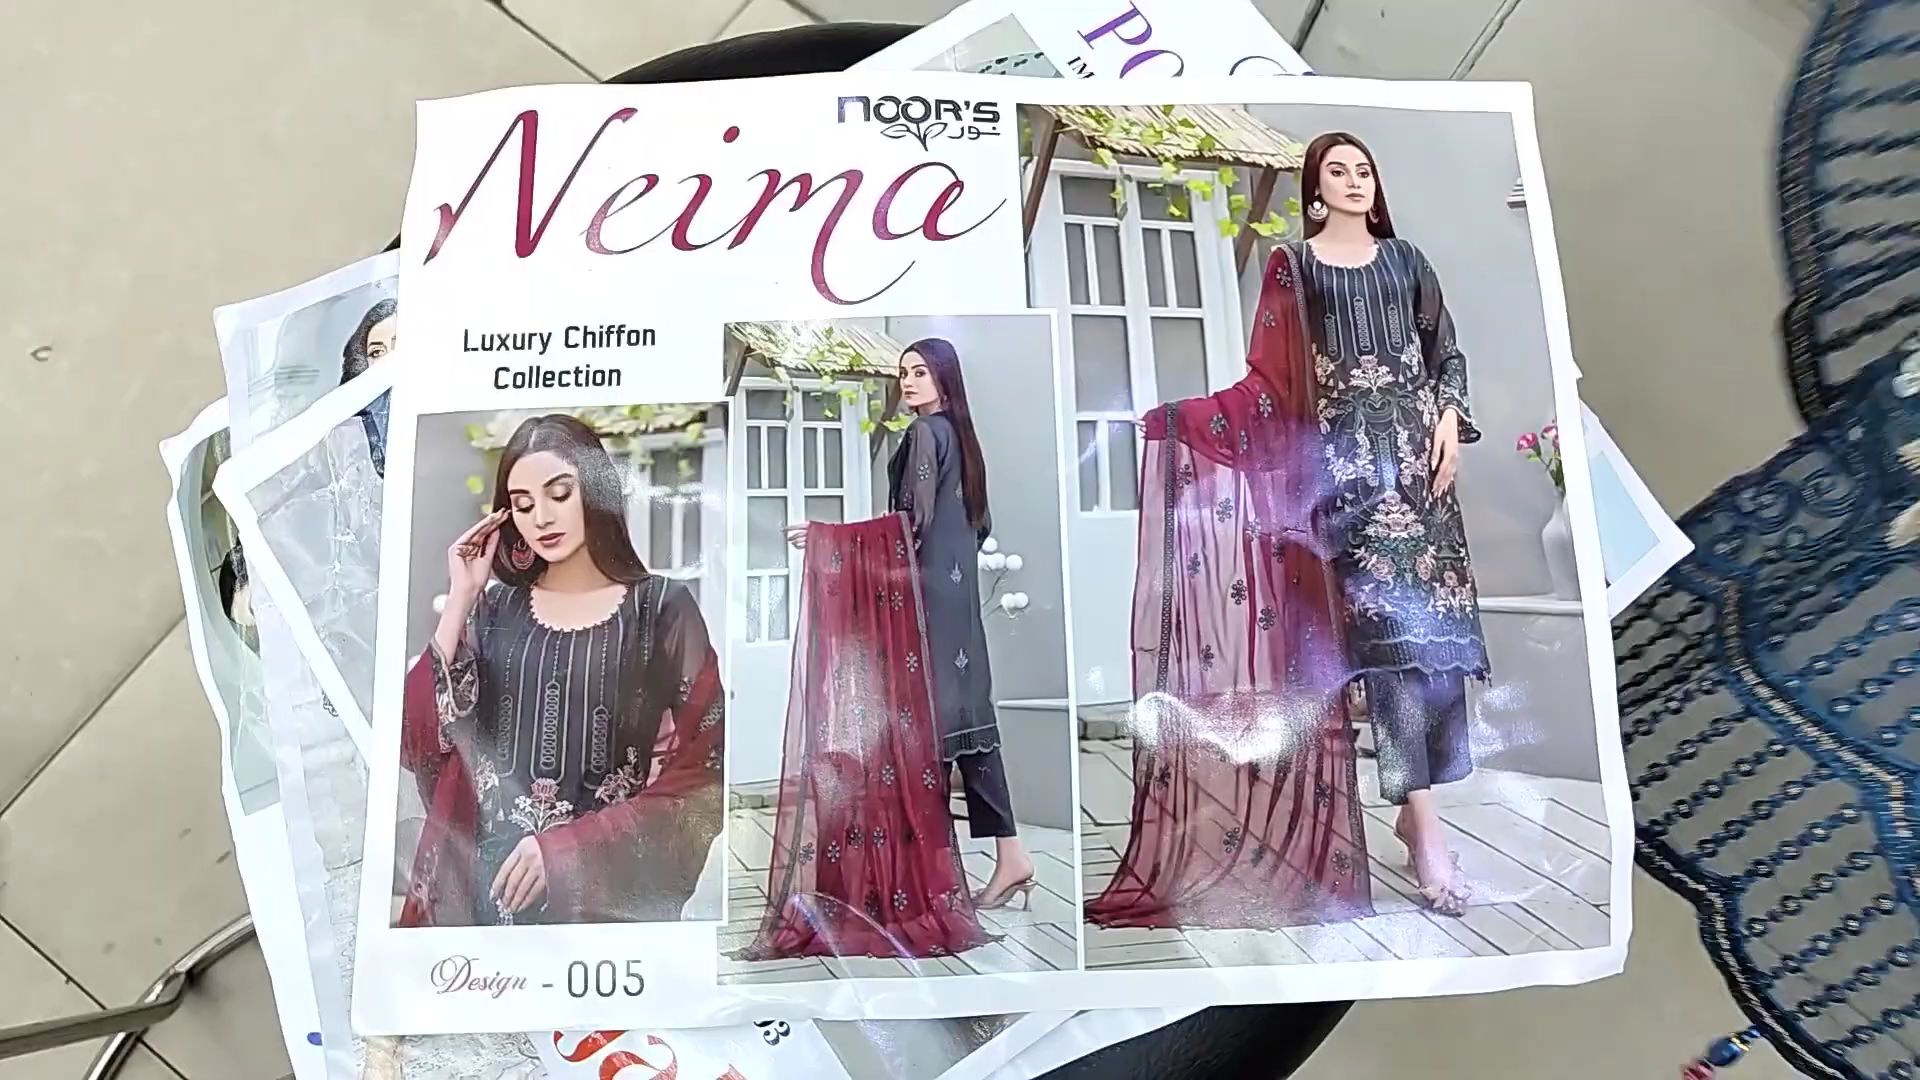 NOOR'S
نور
Neima
Luxury Chiffon
Collection
Design - 005